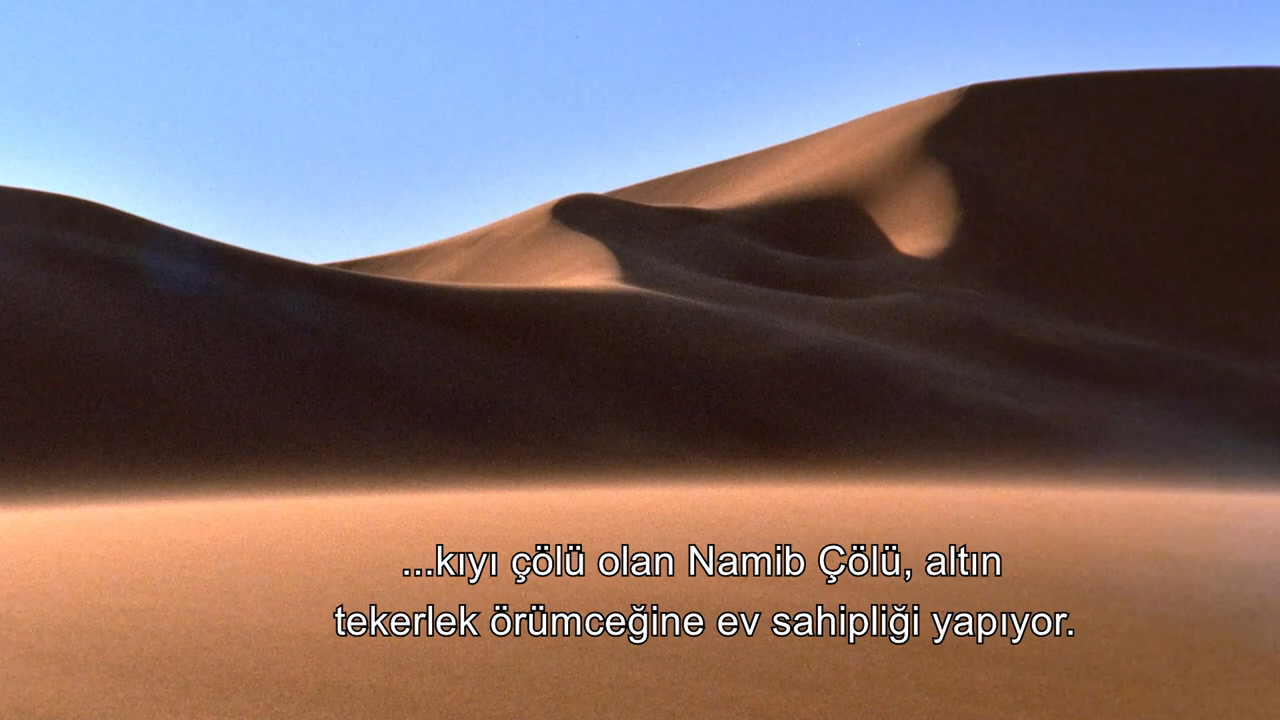 ...kıyı çölü olan Namib Çölü, altın
tekerlek örümceğine ev sahipliği yapıyor.